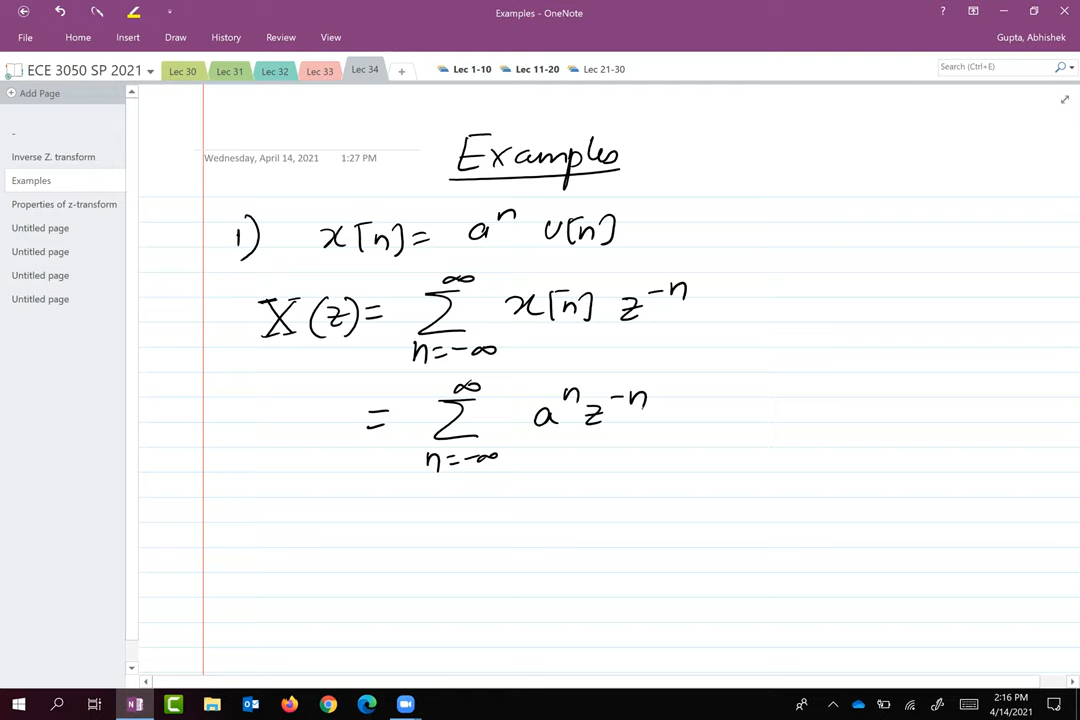 Examples - OneNote
?
File Home Insert Draw History Review View
Gupta, Abhishek
ECE 3050 SP 2021
Lec 30 Lec 31 Lec 32 Lec 33 Lec 34 +
Lec 1-10 Lec 11-20 Lec 21-30
Search (Ctrl+E)
Add Page
-
Inverse Z. transform
Examples
Properties of z-transform
Untitled page
Untitled page
Untitled page
Untitled page
Examples
Wednesday, April 14, 2021 1:27 PM
1) x[n] = a^n u[n]
X(z) = ∑_{n=-∞}^{∞} x[n] z^{-n}
= ∑_{n=-∞}^{∞} a^n z^{-n}
2:16 PM
4/14/2021